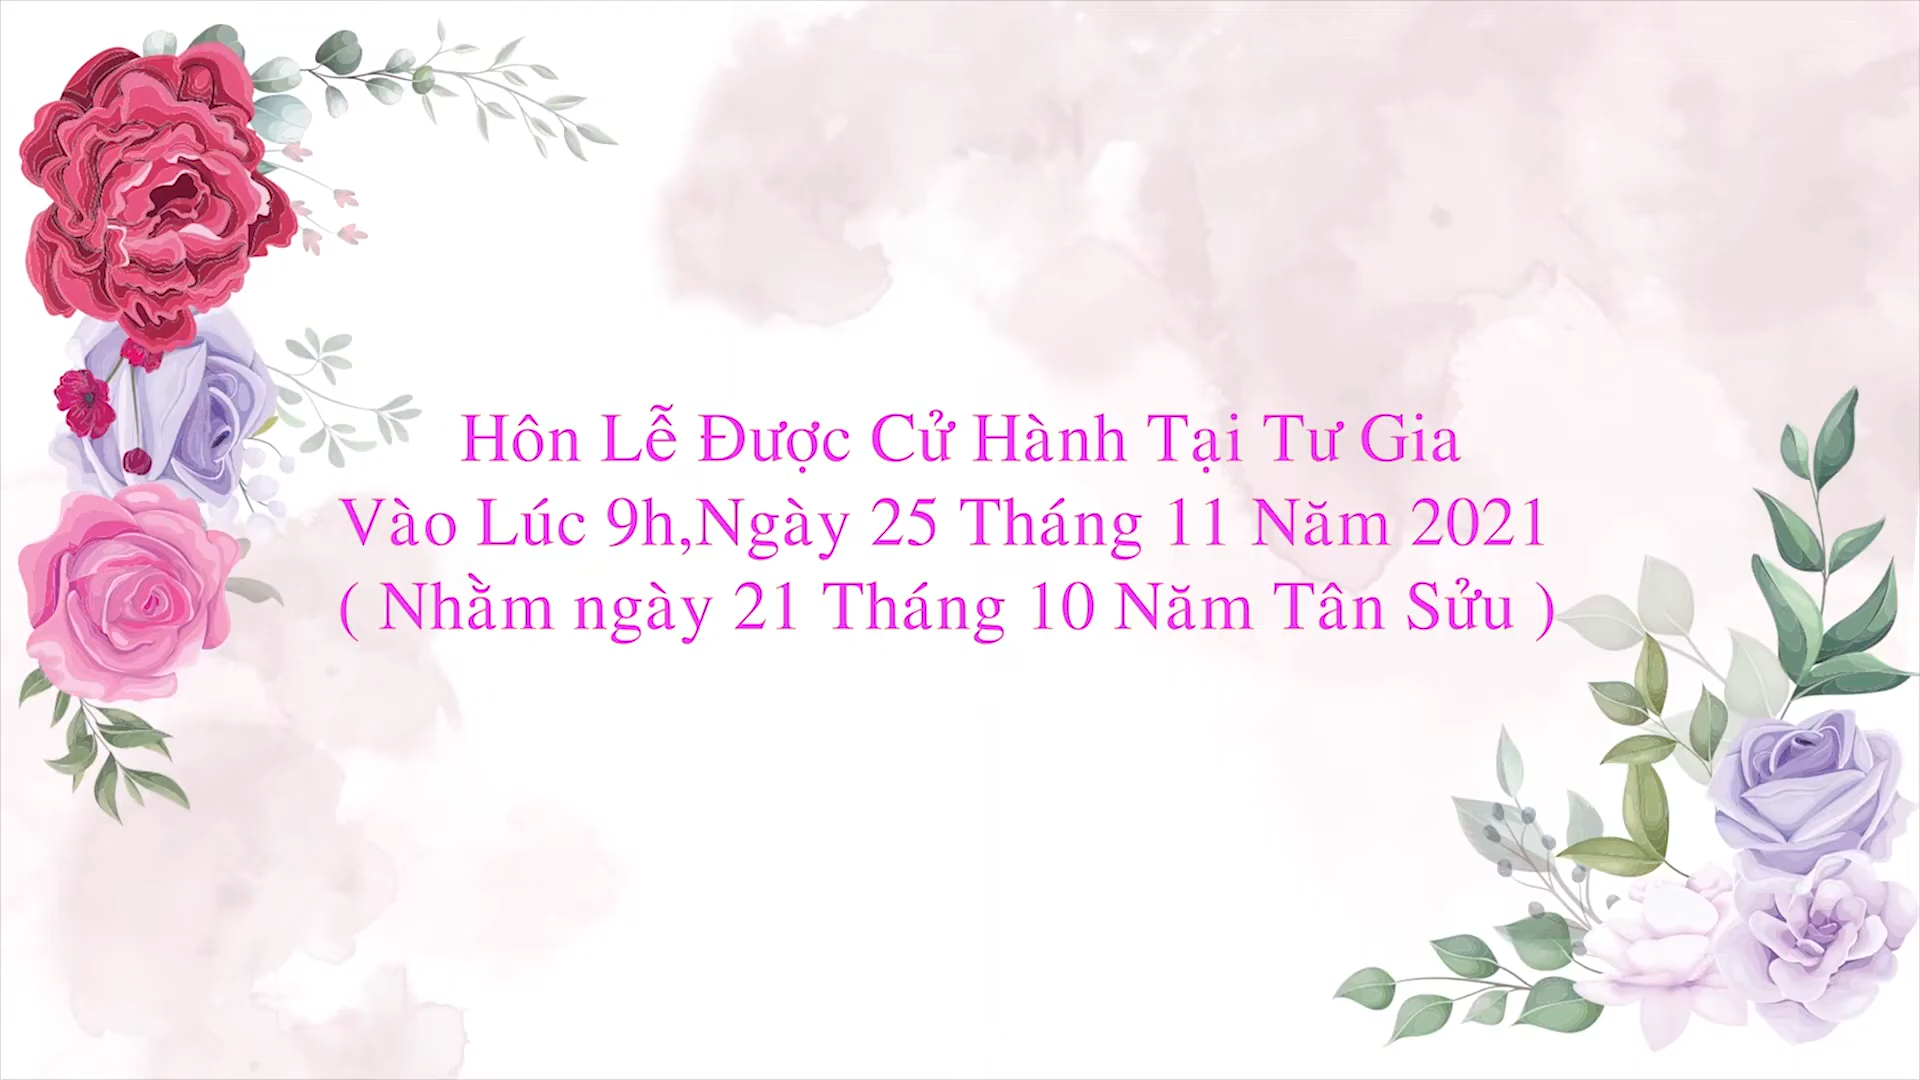 Hôn Lễ Được Cử Hành Tại Tư Gia
Vào Lúc 9h,Ngày 25 Tháng 11 Năm 2021
( Nhằm ngày 21 Tháng 10 Năm Tân Sửu )